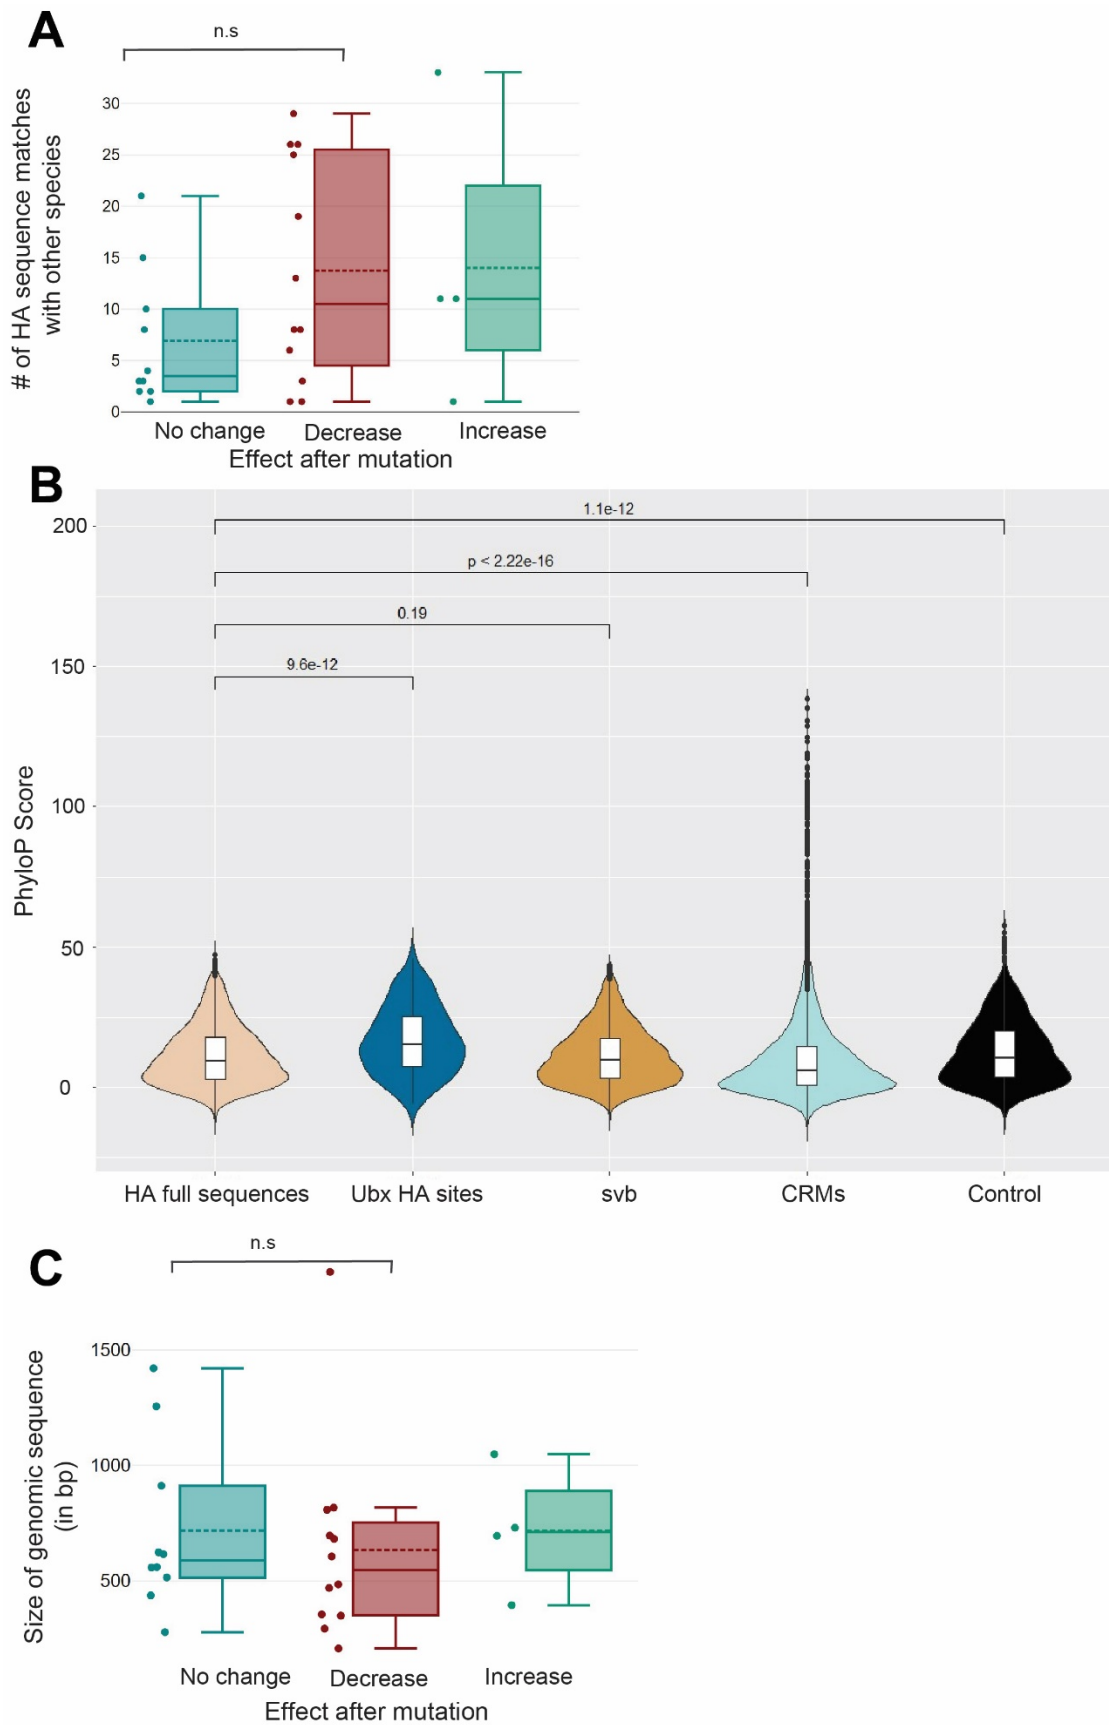 A
n.s
# of HA sequence matches
with other species
30
25
20
15
10
5
0
No change
Decrease
Increase
Effect after mutation
B
PhyloP Score
200
150
100
50
0
1.1e-12
p < 2.22e-16
0.19
9.6e-12
HA full sequences
Ubx HA sites
svb
CRMs
Control
C
n.s
Size of genomic sequence
(in bp)
1500
1000
500
No change
Decrease
Increase
Effect after mutation